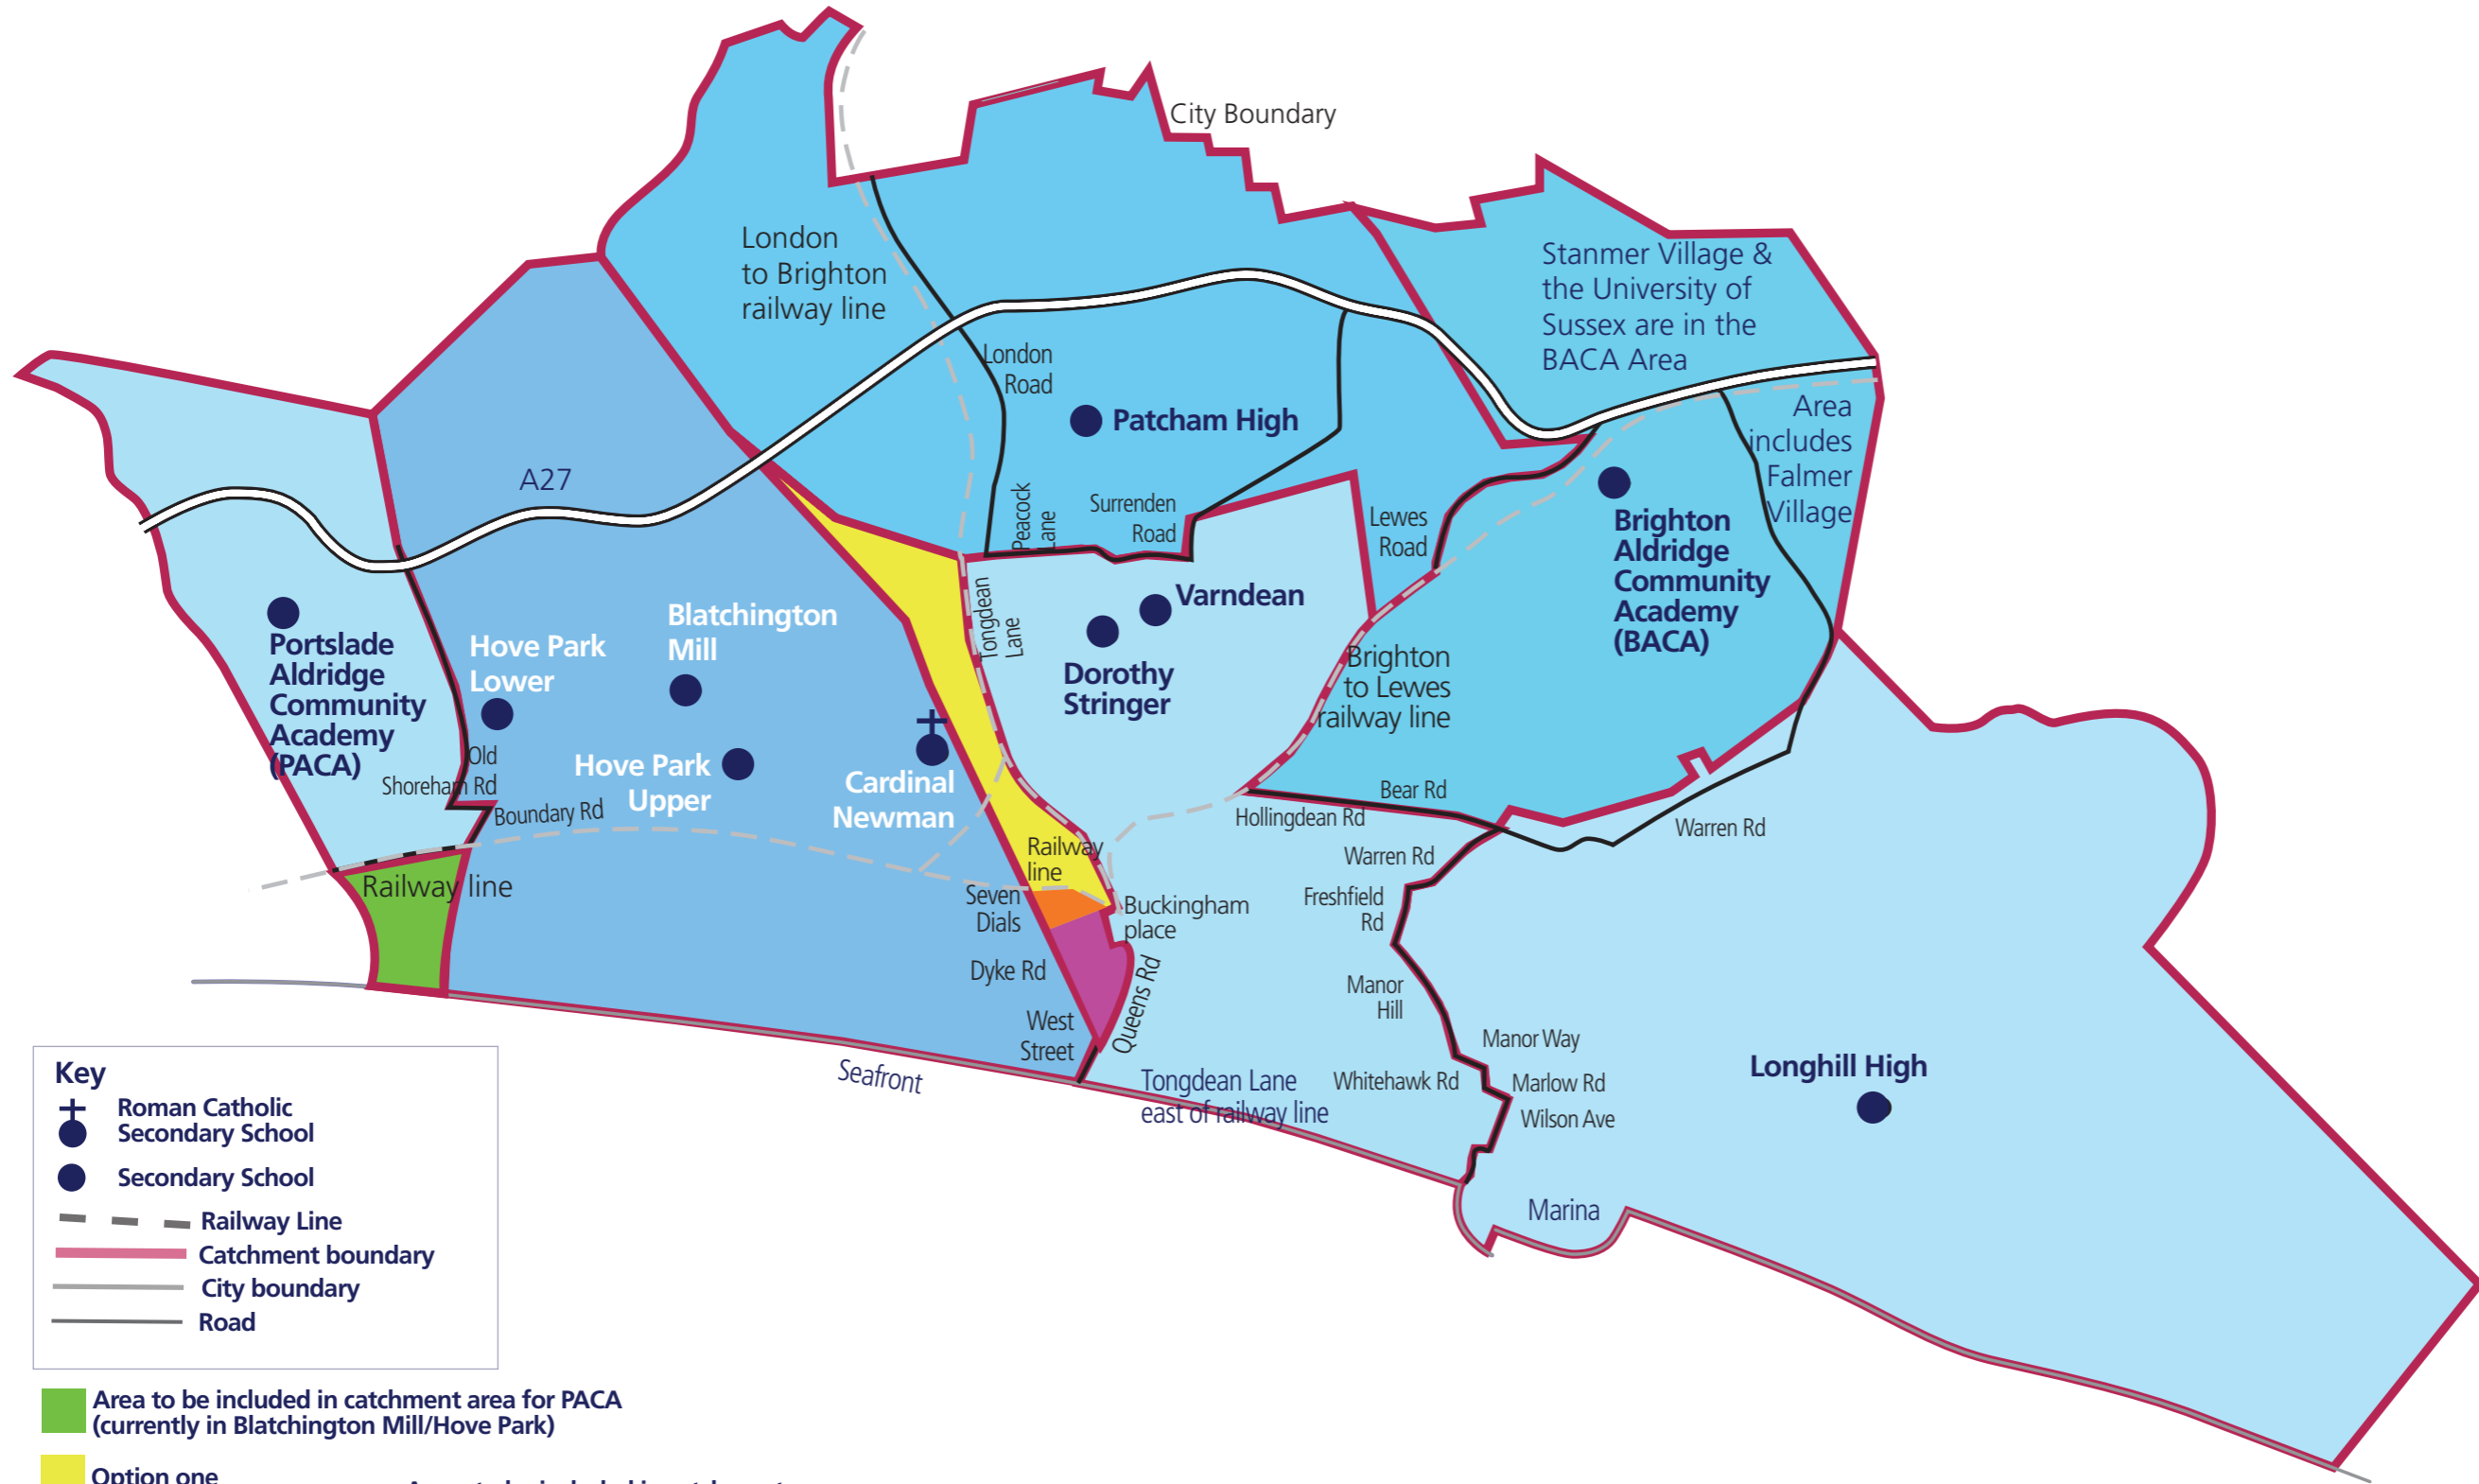 City Boundary
London
to Brighton
railway line
Stanmer Village &
the University of
Sussex are in the
BACA Area
London
Road
Patcham High
Area
includes
Falmer
Village
A27
Peacock
Lane
Surrenden
Road
Lewes
Road
Brighton
Aldridge
Community
Academy
(BACA)
Tongdean
Lane
Varndean
Dorothy
Stringer
Blatchington
Mill
Hove Park
Lower
Portslade
Aldridge
Community
Academy
(PACA)
Brighton
to Lewes
railway line
Old
Shoreham Rd
Boundary Rd
Hove Park
Upper
Cardinal
Newman
Bear Rd
Hollingdean Rd
Warren Rd
Warren Rd
Railway
line
Railway line
Seven
Dials
Buckingham
place
Freshfield
Rd
Dyke Rd
Queens Rd
Manor
Hill
West
Street
Manor Way
Seafront
Tongdean Lane
east of railway line
Whitehawk Rd
Marlow Rd
Wilson Ave
Longhill High
Marina
Key
Roman Catholic
Secondary School
Secondary School
Railway Line
Catchment boundary
City boundary
Road
Area to be included in catchment area for PACA
(currently in Blatchington Mill/Hove Park)
Option one